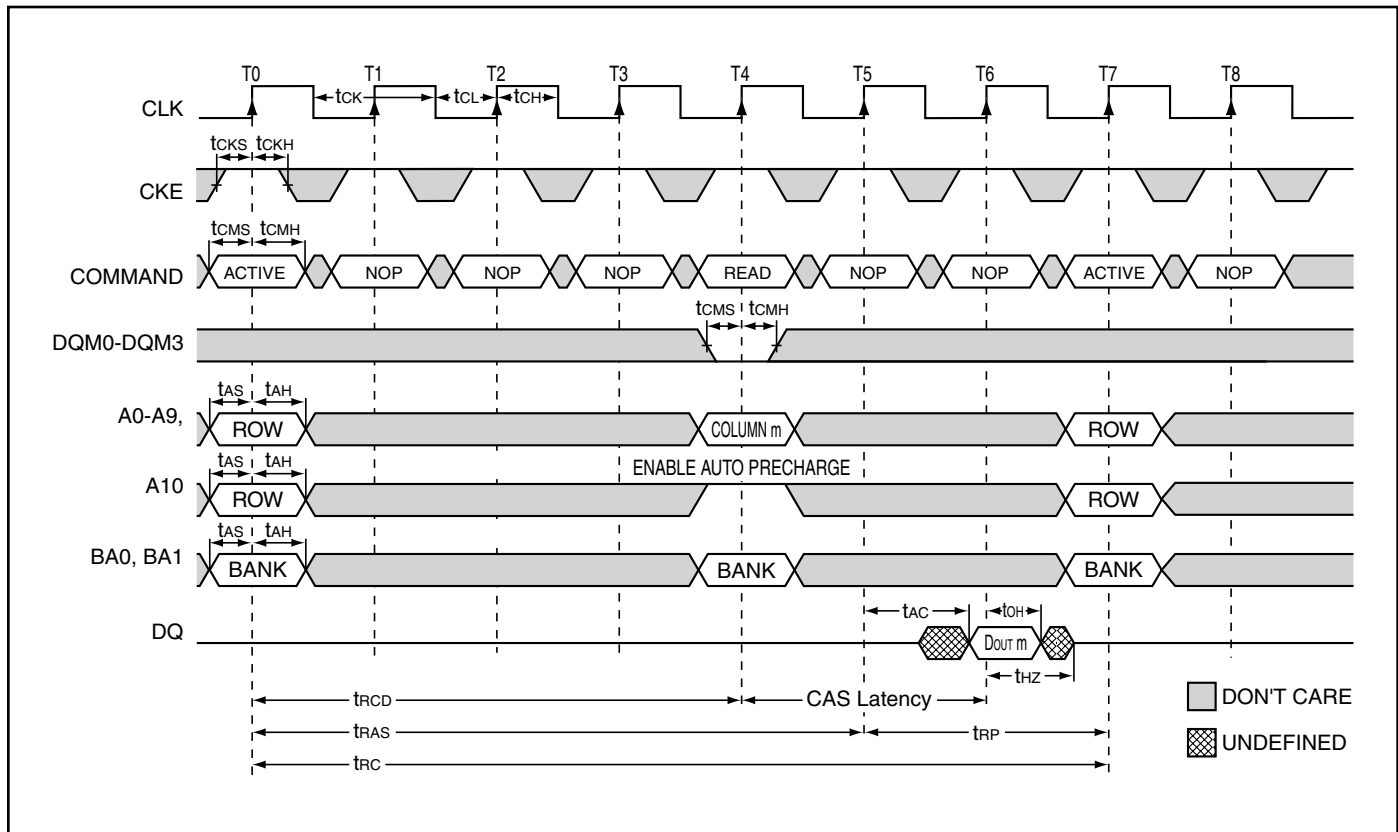 T0 T1 T2 T3 T4 T5 T6 T7 T8
CLK
tCK tCL tCH
tCKS tCKH
CKE
tCMS tCMH
COMMAND
ACTIVE NOP NOP NOP READ NOP NOP ACTIVE NOP
tCMS tCMH
DQM0-DQM3
tAS tAH
A0-A9,
ROW COLUMN m ROW
tAS tAH
ENABLE AUTO PRECHARGE
A10
ROW ROW
tAS tAH
BA0, BA1
BANK BANK BANK
tAC tOH
DQ
DOUT m
tHZ
tRCD CAS Latency
DON'T CARE
tRAS tRP
UNDEFINED
tRC